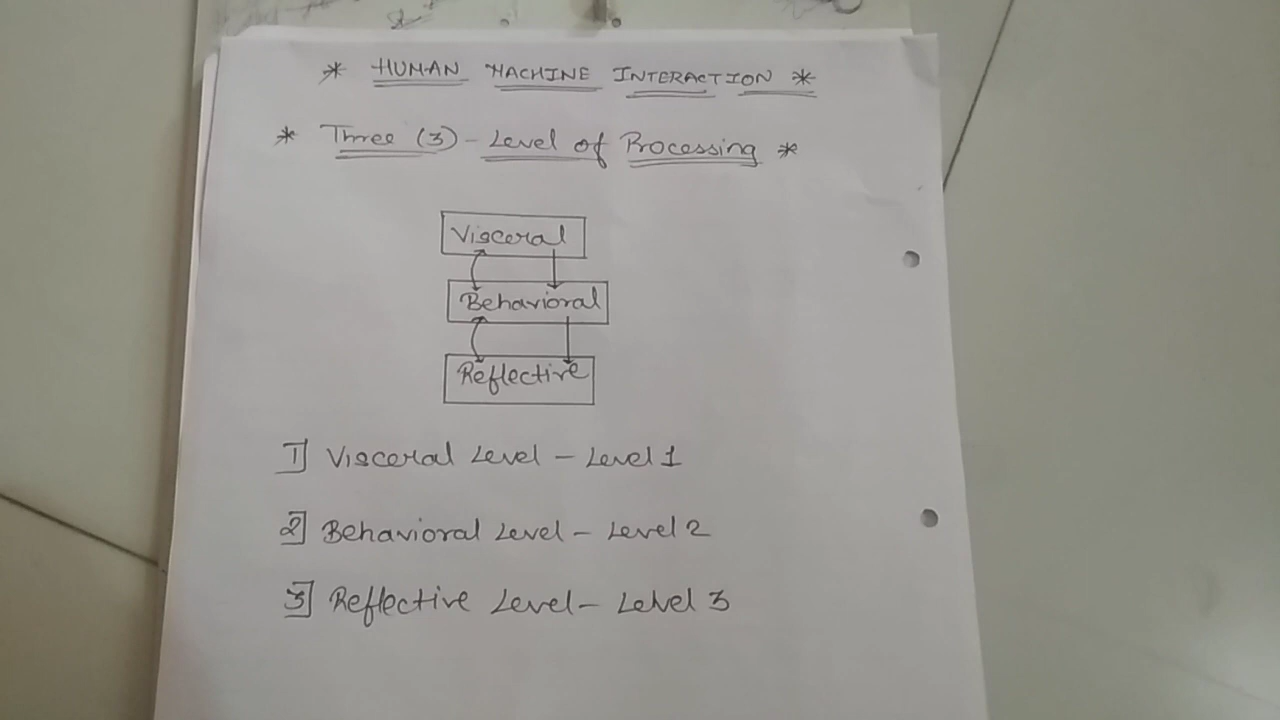 * HUMAN MACHINE INTERACTION *
* Three (3) - Level of Processing *
Visceral
Behavioral
Reflective
1] Visceral Level - Level 1
2] Behavioral Level - Level 2
3] Reflective Level - Level 3